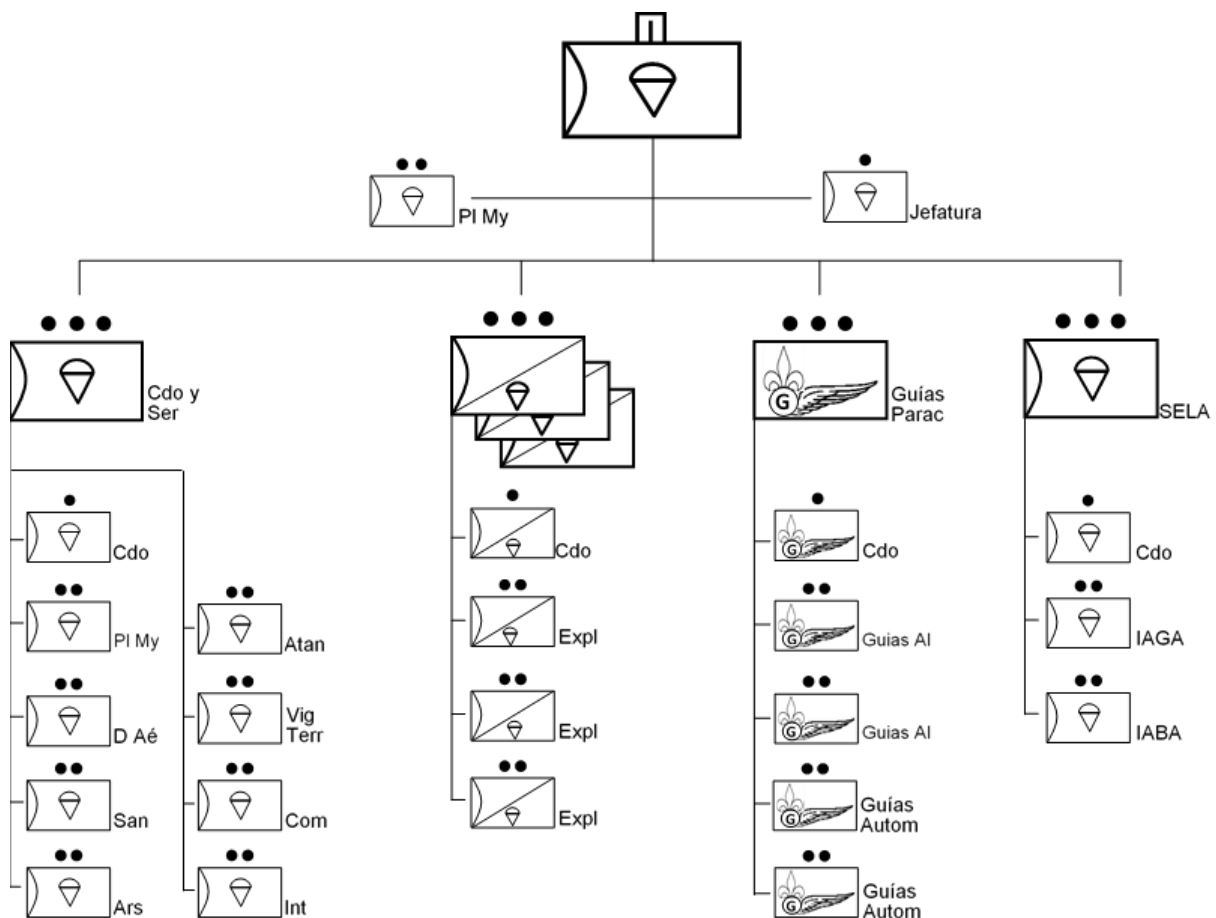 Pl My
Jefatura
Cdo y
Ser
G
Guías
Parac
SELA
Cdo
Pl My
D Aé
San
Ars
Atan
Vig
Terr
Com
Int
Cdo
Expl
Expl
Expl
G
Cdo
G
Guias Al
G
Guias Al
G
Guías
Autom
G
Guías
Autom
Cdo
IAGA
IABA